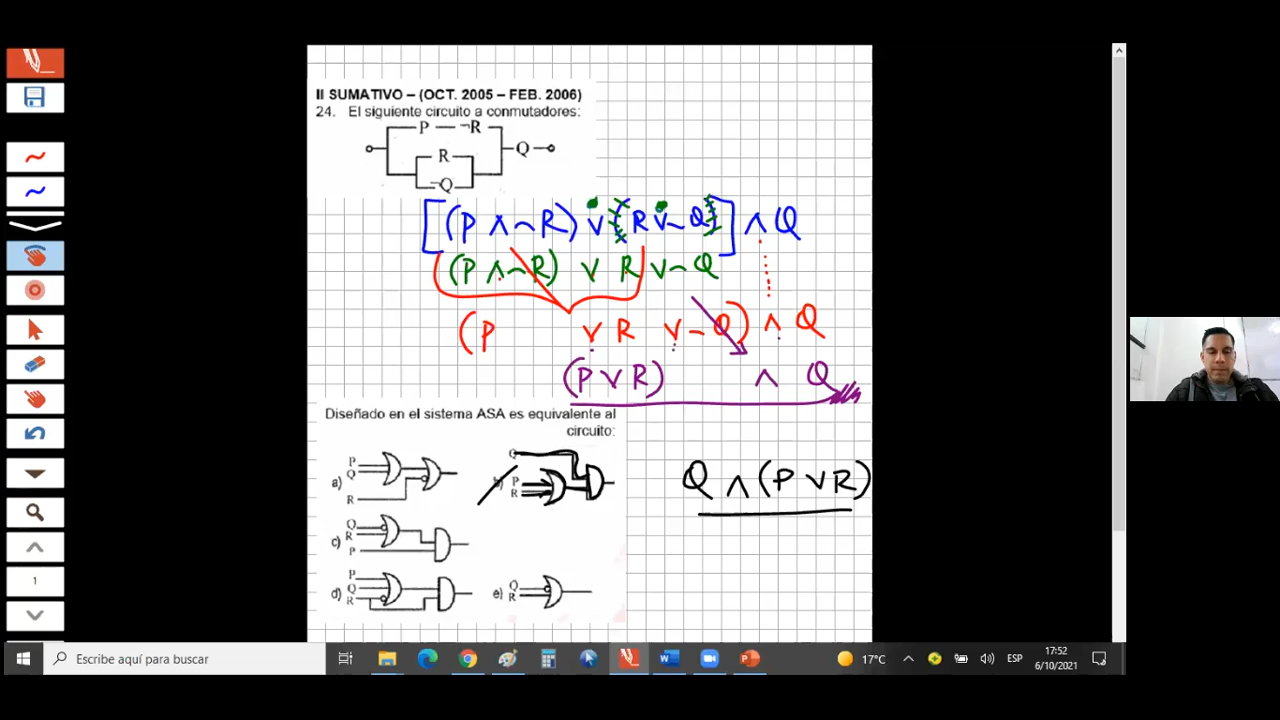 II SUMATIVO – (OCT. 2005 – FEB. 2006)
24. El siguiente circuito a conmutadores:
P ¬R
R
¬Q
Q
[(P ∧ ¬R) ∨ (R ∨ ~ Q)] ∧ Q
(P ∧ ¬R) ∨ R ∨ ~ Q
(P ∨ R ∨ ~ Q) ∧ Q
(P ∨ R) ∧ Q
Diseñado en el sistema ASA es equivalente al
circuito:
a) P Q R
b) Q P R
Q ∧ (P ∨ R)
c) Q R P
d) P Q R
e) Q R
1
Escribe aquí para buscar
17°C
ESP
17:52
6/10/2021